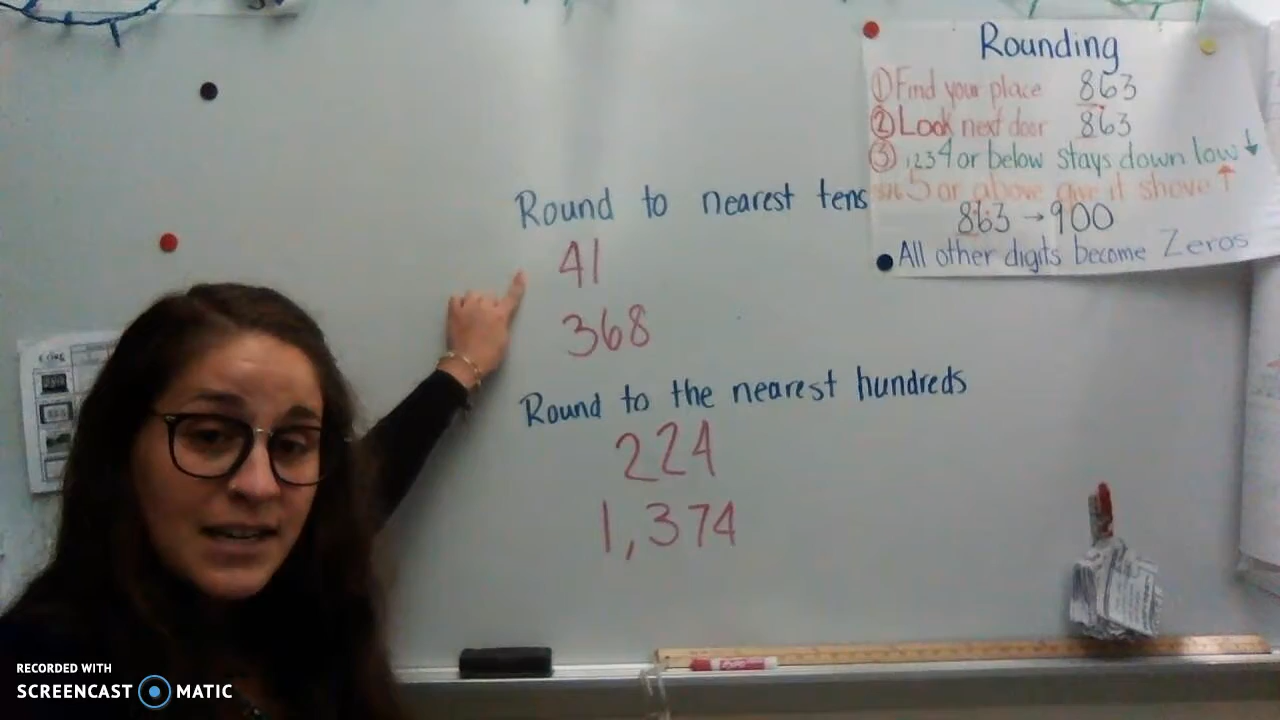 Rounding
① Find your place 863
② Look next door 863
③ 1234 or below stays down low ↓
5 or above give it shove ↑
863 → 900
• All other digits become Zeros
Round to nearest tens
41
368
Round to the nearest hundreds
224
1,374
RECORDED WITH
SCREENCAST MATIC